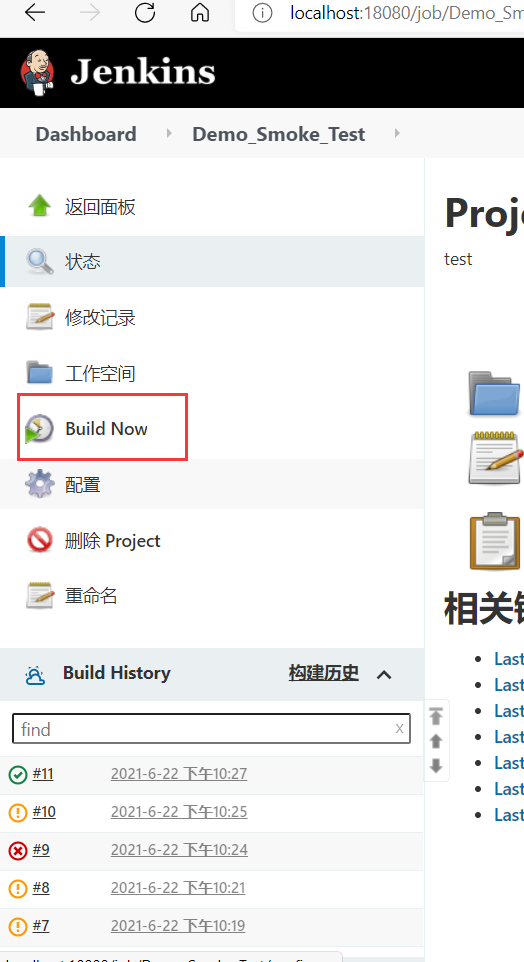 localhost:18080/job/Demo_Sm
Jenkins
Dashboard Demo_Smoke_Test
返回面板
状态
修改记录
工作空间
Build Now
配置
删除 Project
重命名
Proj
test
相关
Last
Last
Last
Last
Last
Last
Last
Build History 构建历史
find x
#11 2021-6-22 下午10:27
#10 2021-6-22 下午10:25
#9 2021-6-22 下午10:24
#8 2021-6-22 下午10:21
#7 2021-6-22 下午10:19